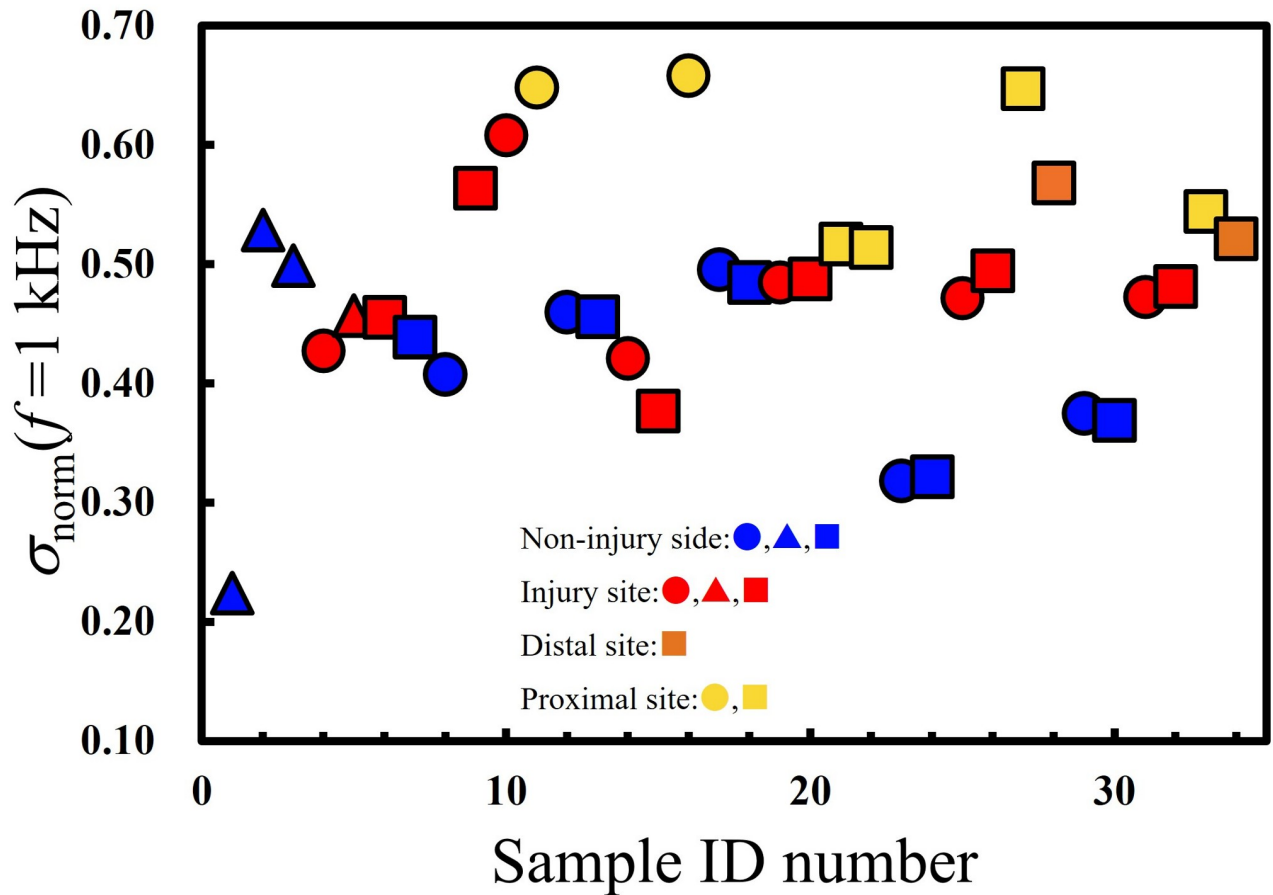 0.70
0.60
0.50
0.40
0.30
0.20
0.10
σnorm(f=1 kHz)
Non-injury side: , ,
Injury site: , ,
Distal site:
Proximal site: ,
0 10 20 30
Sample ID number